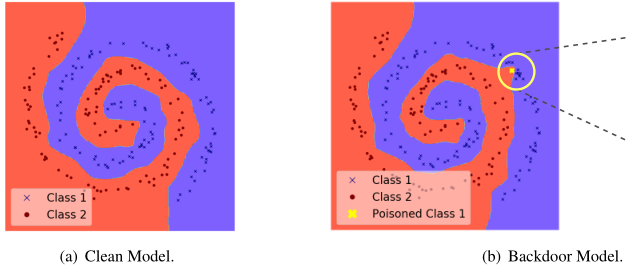 Class 1
Class 2
Class 1
Class 2
Poisoned Class 1
(a) Clean Model.
(b) Backdoor Model.